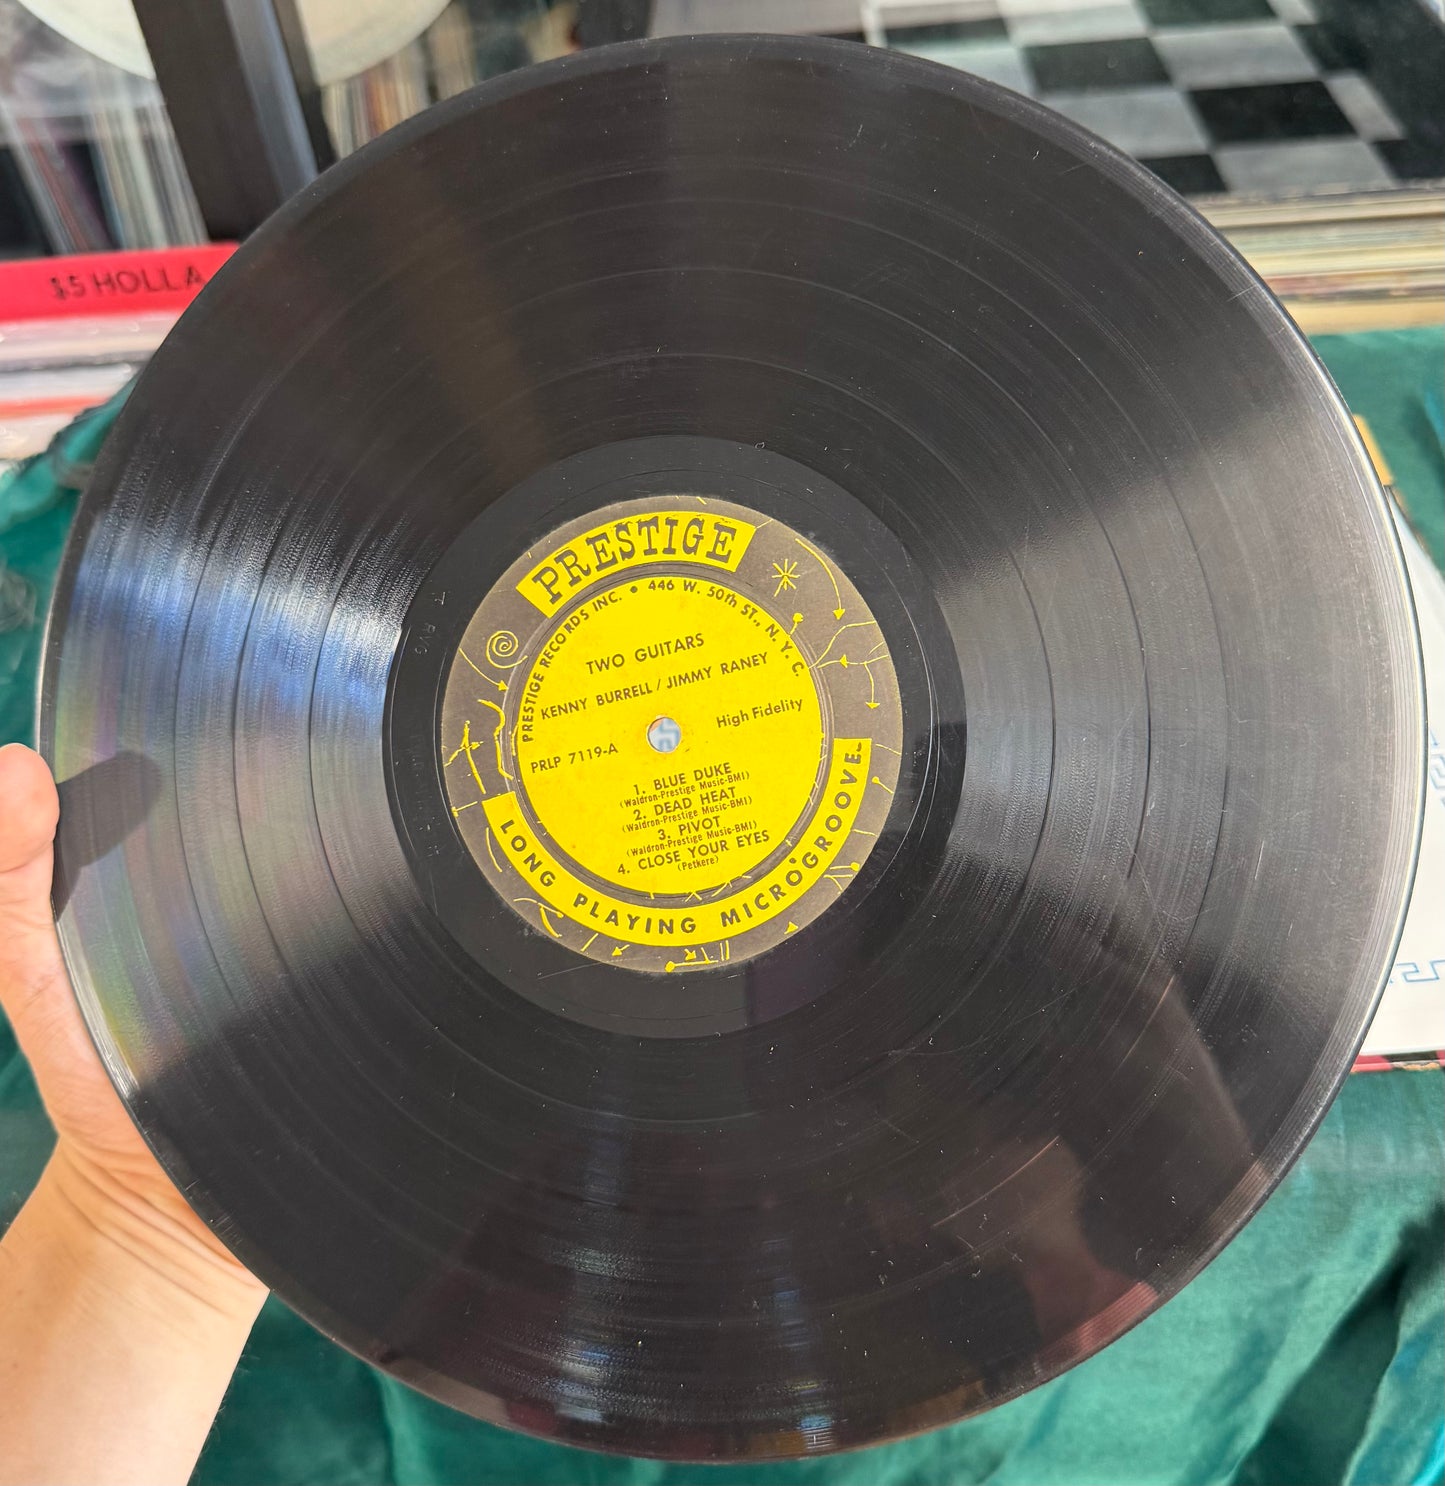 $5 HOLLA
PRESTIGE
PRESTIGE RECORDS INC. • 446 W. 50TH ST., N. Y. C.
TWO GUITARS
KENNY BURRELL / JIMMY RANEY
PRLP 7119-A
High Fidelity
1. BLUE DUKE
(Waldron-Prestige Music-BMI)
2. DEAD HEAT
(Waldron-Prestige Music-BMI)
3. PIVOT
(Waldron-Prestige Music-BMI)
4. CLOSE YOUR EYES
(Petkere)
LONG PLAYING MICROGROOVE
RVG